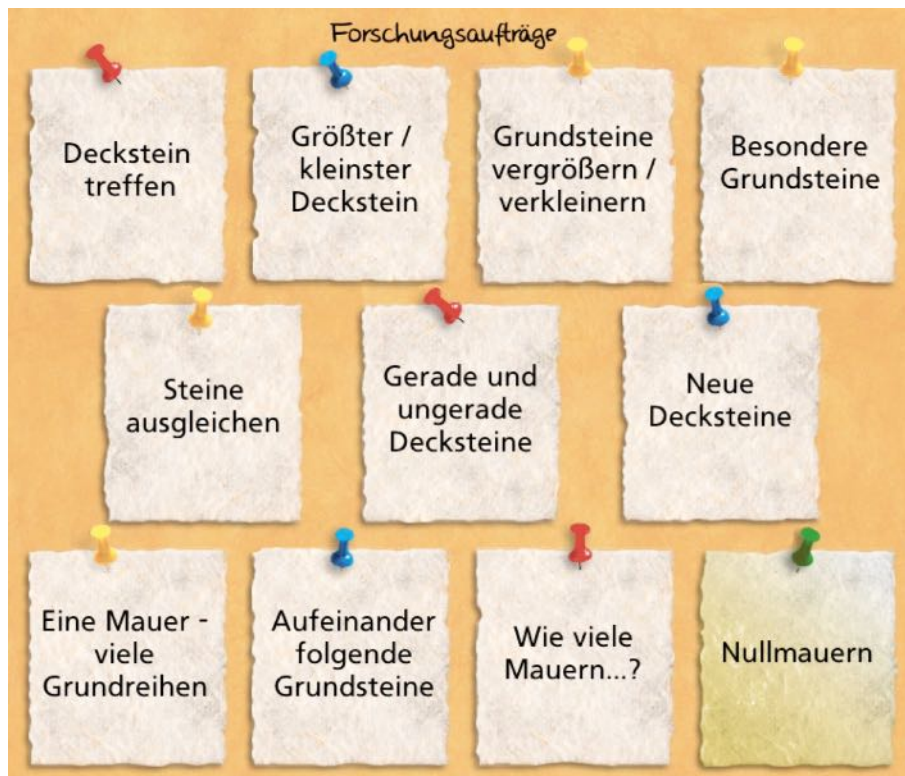 Forschungsaufträge
Deckstein
treffen
Größter /
kleinster
Deckstein
Grundsteine
vergrößern /
verkleinern
Besondere
Grundsteine
Steine
ausgleichen
Gerade und
ungerade
Decksteine
Neue
Decksteine
Eine Mauer -
viele
Grundreihen
Aufeinander
folgende
Grundsteine
Wie viele
Mauern...?
Nullmauern